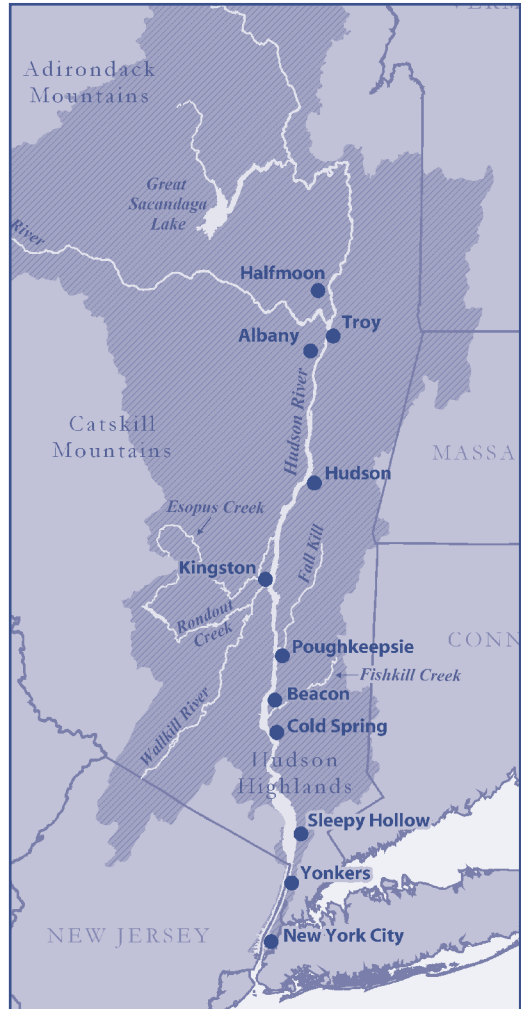 VERM
Adirondack
Mountains
Great
Sacandaga
Lake
River
Halfmoon
Troy
Albany
Hudson River
Catskill
Mountains
MASSA
Hudson
Esopus Creek
Fall Kill
Kingston
Rondout
Creek
CONN
Poughkeepsie
Fishkill Creek
Wallkill River
Beacon
Cold Spring
Hudson
Highlands
Sleepy Hollow
Yonkers
NEW JERSEY
New York City